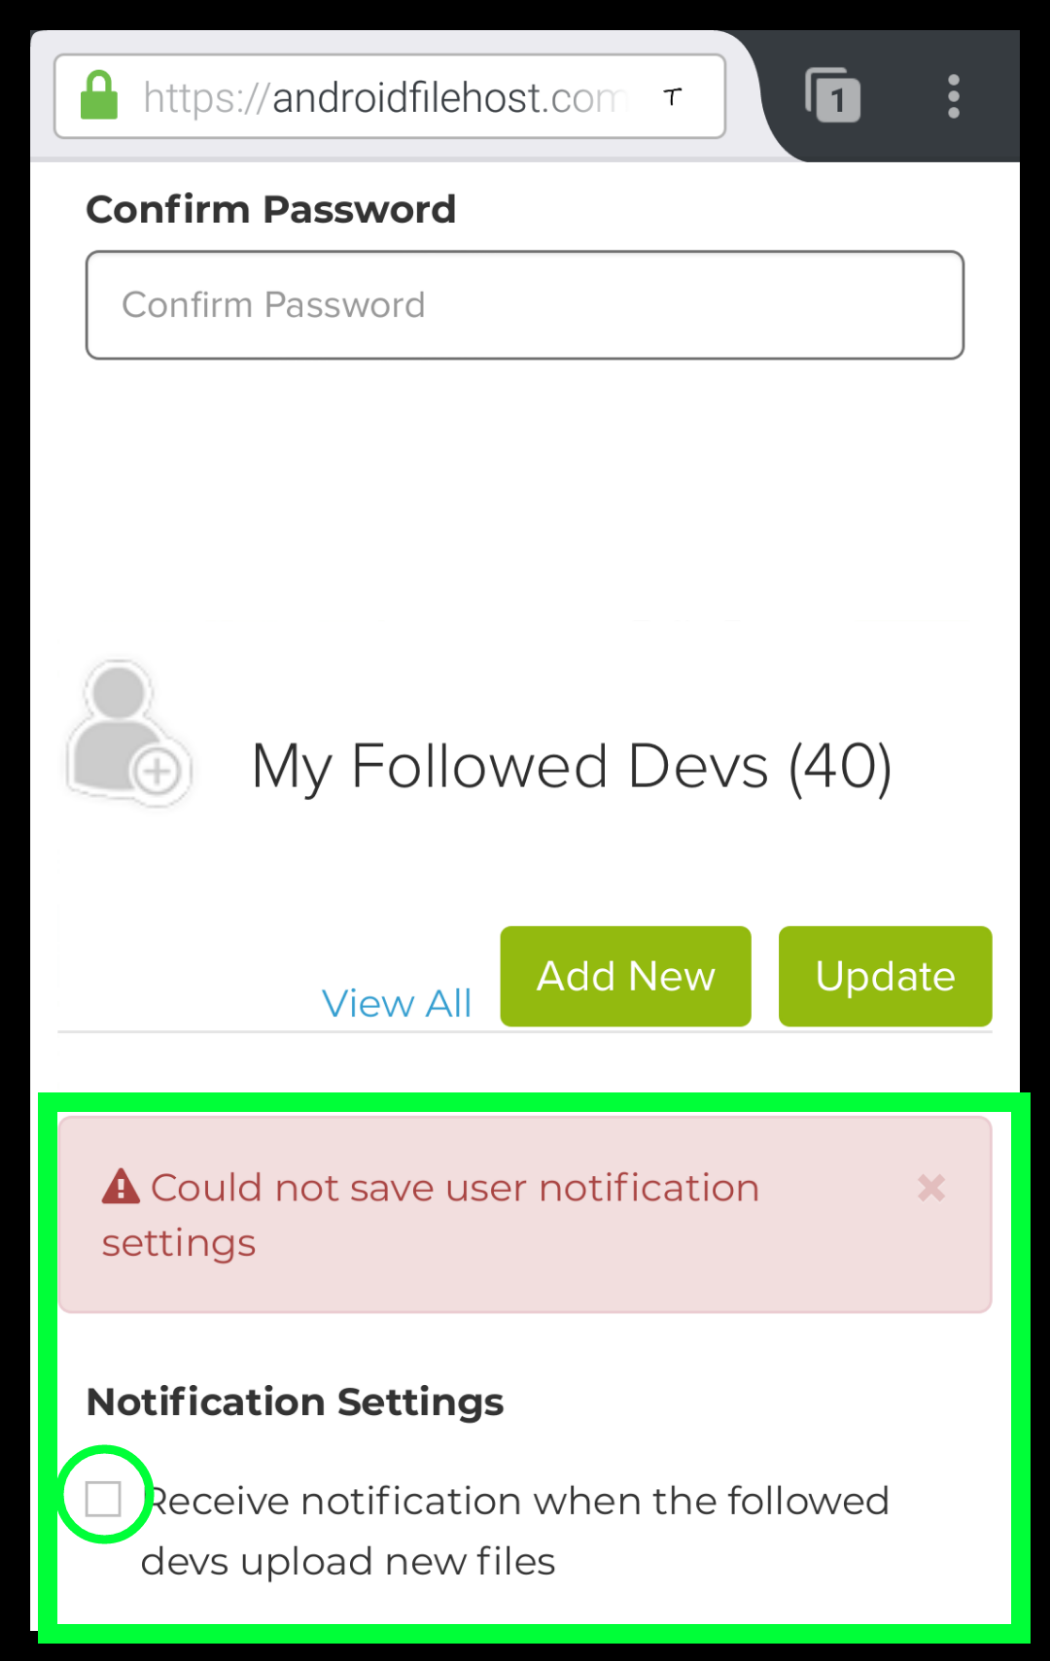 https://androidfilehost.com
1
Confirm Password
Confirm Password
My Followed Devs (40)
View All
Add New
Update
Could not save user notification
settings
Notification Settings
Receive notification when the followed
devs upload new files